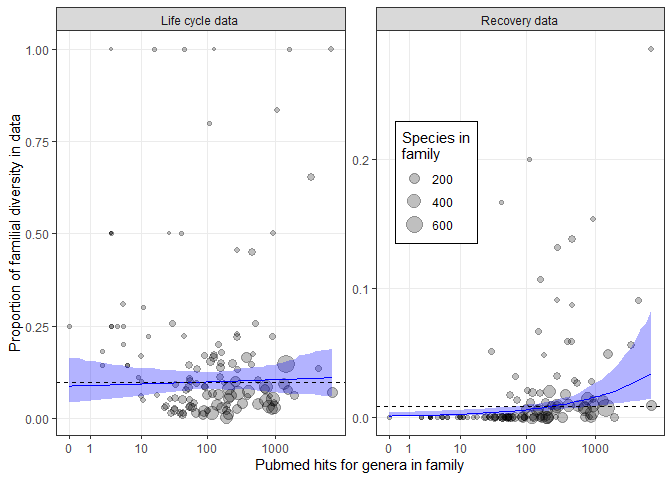 Life cycle data
Recovery data
Proportion of familial diversity in data
1.00
0.75
0.50
0.25
0.00
0.2
0.1
0.0
Species in
family
200
400
600
0 1 10 100 1000
0 1 10 100 1000
Pubmed hits for genera in family